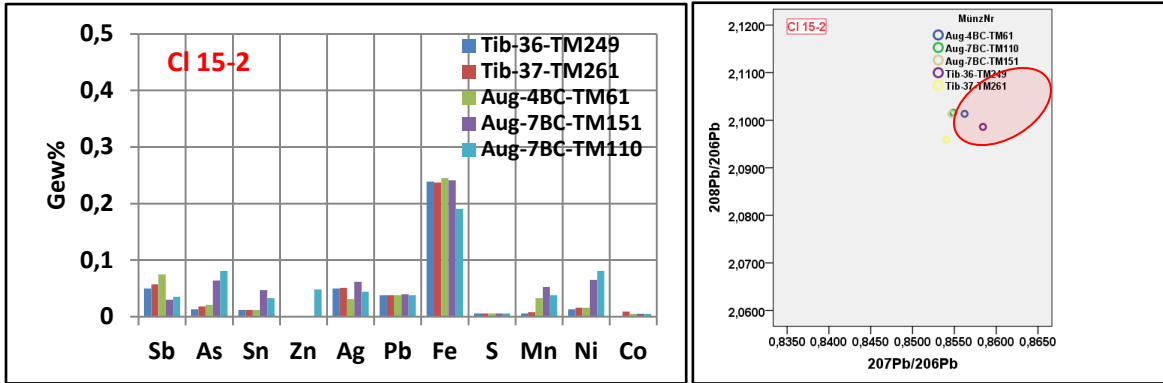 0,5
0,4
0,3
0,2
0,1
0
Gew%
Cl 15-2
Tib-36-TM249
Tib-37-TM261
Aug-4BC-TM61
Aug-7BC-TM151
Aug-7BC-TM110
Sb As Sn Zn Ag Pb Fe S Mn Ni Co
2,1200
2,1100
2,1000
2,0900
2,0800
2,0700
2,0600
208Pb/206Pb
Cl 15-2
MünzNr
Aug-4BC-TM61
Aug-7BC-TM110
Aug-7BC-TM151
Tib-36-TM249
Tib-37-TM261
0,8350 0,8400 0,8450 0,8500 0,8550 0,8600 0,8650
207Pb/206Pb